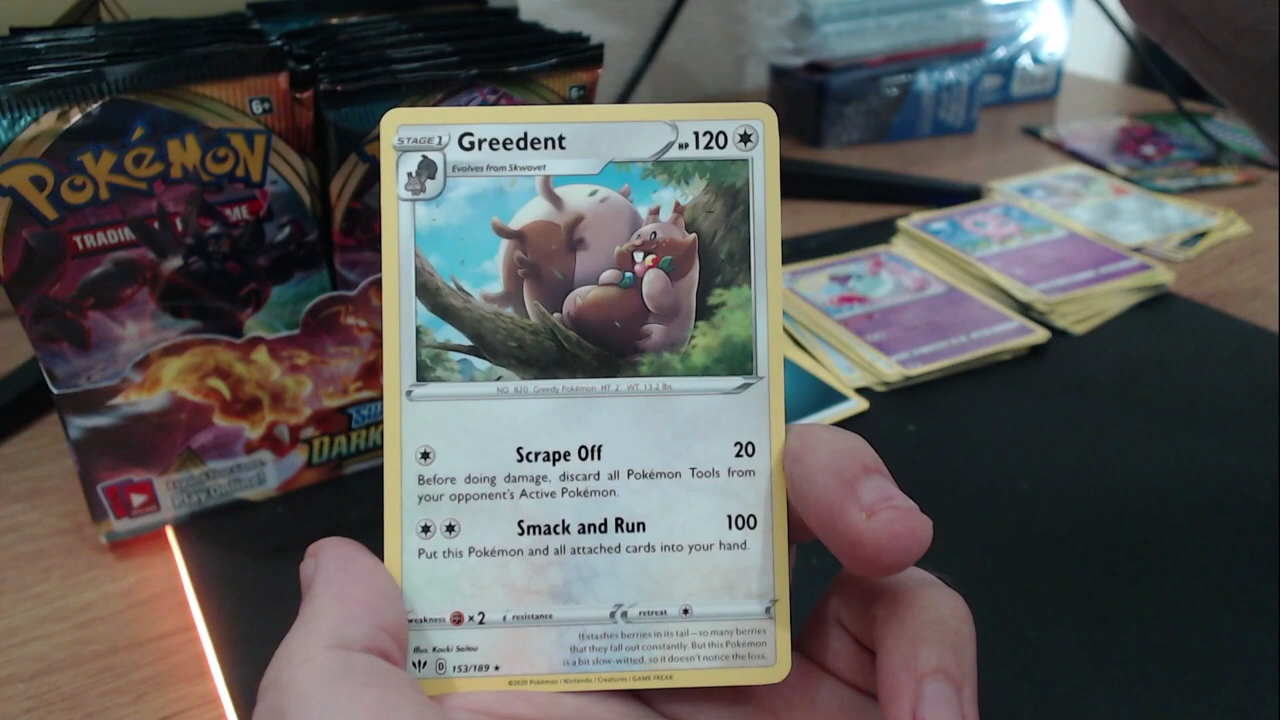 6+
6+
POKéMON
TRADING GAME
DARK
STAGE 1
Greedent
HP 120
Evolves from Skwovet
NO. 820 Greedy Pokémon HT: 2' WT: 13.2 lbs.
Scrape Off 20
Before doing damage, discard all Pokémon Tools from
your opponent's Active Pokémon.
Smack and Run 100
Put this Pokémon and all attached cards into your hand.
weakness ×2 resistance retreat
It stashes berries in its tail—so many berries
that they fall out constantly. But this Pokémon
is a bit slow-witted, so it doesn't notice the loss.
Illus. Kouki Saitou
D 153/189 ★
©2020 Pokémon / Nintendo / Creatures / GAME FREAK